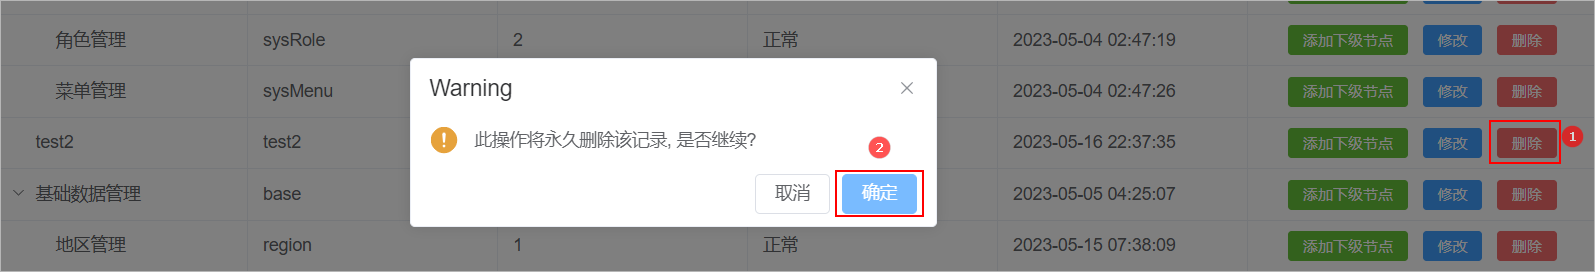 角色管理 sysRole 2 正常 2023-05-04 02:47:19 添加下级节点 修改 删除
Warning
菜单管理 sysMenu 2023-05-04 02:47:26 添加下级节点 修改 删除
此操作将永久删除该记录, 是否继续?
test2 test2 2023-05-16 22:37:35 添加下级节点 修改 删除 1
2
取消 确定
基础数据管理 base 2023-05-05 04:25:07 添加下级节点 修改 删除
地区管理 region 1 正常 2023-05-15 07:38:09 添加下级节点 修改 删除